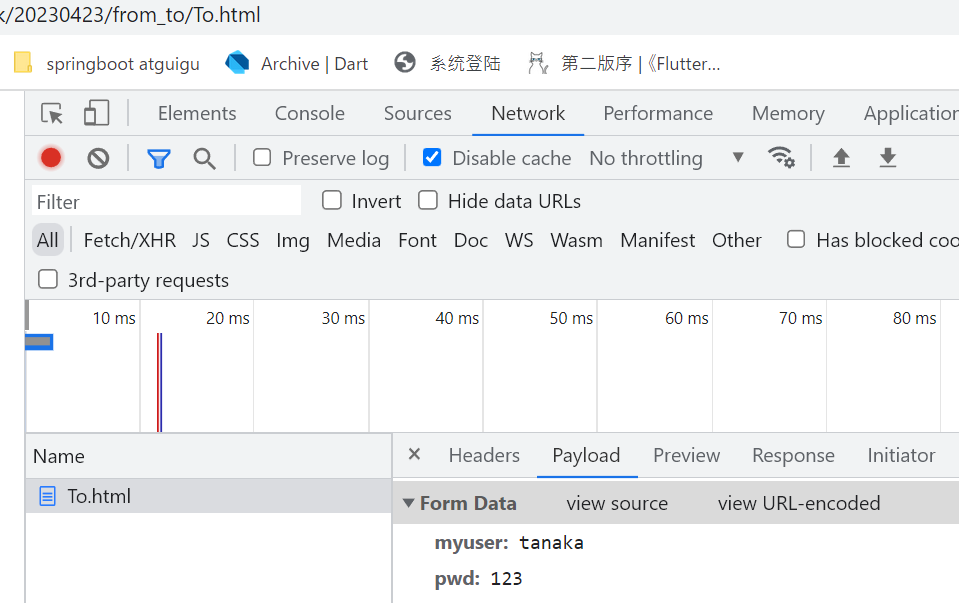 k/20230423/from_to/To.html
springboot atguigu Archive | Dart 系统登陆 第二版序 |《Flutter...
Elements Console Sources Network Performance Memory Application
Preserve log Disable cache No throttling
Filter Invert Hide data URLs
All Fetch/XHR JS CSS Img Media Font Doc WS Wasm Manifest Other Has blocked coo
3rd-party requests
10 ms 20 ms 30 ms 40 ms 50 ms 60 ms 70 ms 80 ms
Name × Headers Payload Preview Response Initiator
To.html
Form Data view source view URL-encoded
myuser: tanaka
pwd: 123